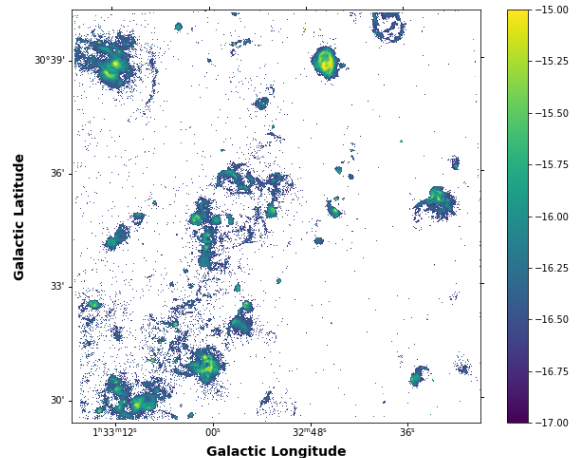 30°39'
36'
33'
30'
Galactic Latitude
1ʰ33ᵐ12ˢ
00ˢ
32ᵐ48ˢ
36ˢ
Galactic Longitude
−15.00
−15.25
−15.50
−15.75
−16.00
−16.25
−16.50
−16.75
−17.00